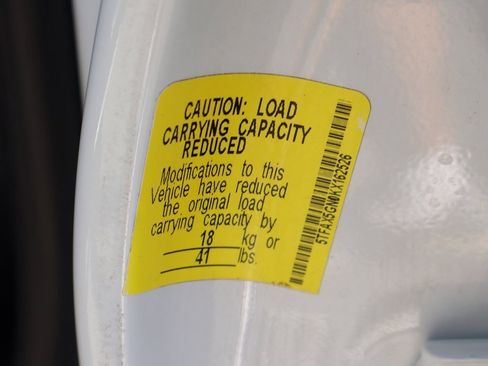 CAUTION: LOAD
CARRYING CAPACITY
REDUCED
Modifications to this
Vehicle have reduced
the original load
carrying capacity by
18 kg or
41 lbs.
5TFAX5GN0KX162526